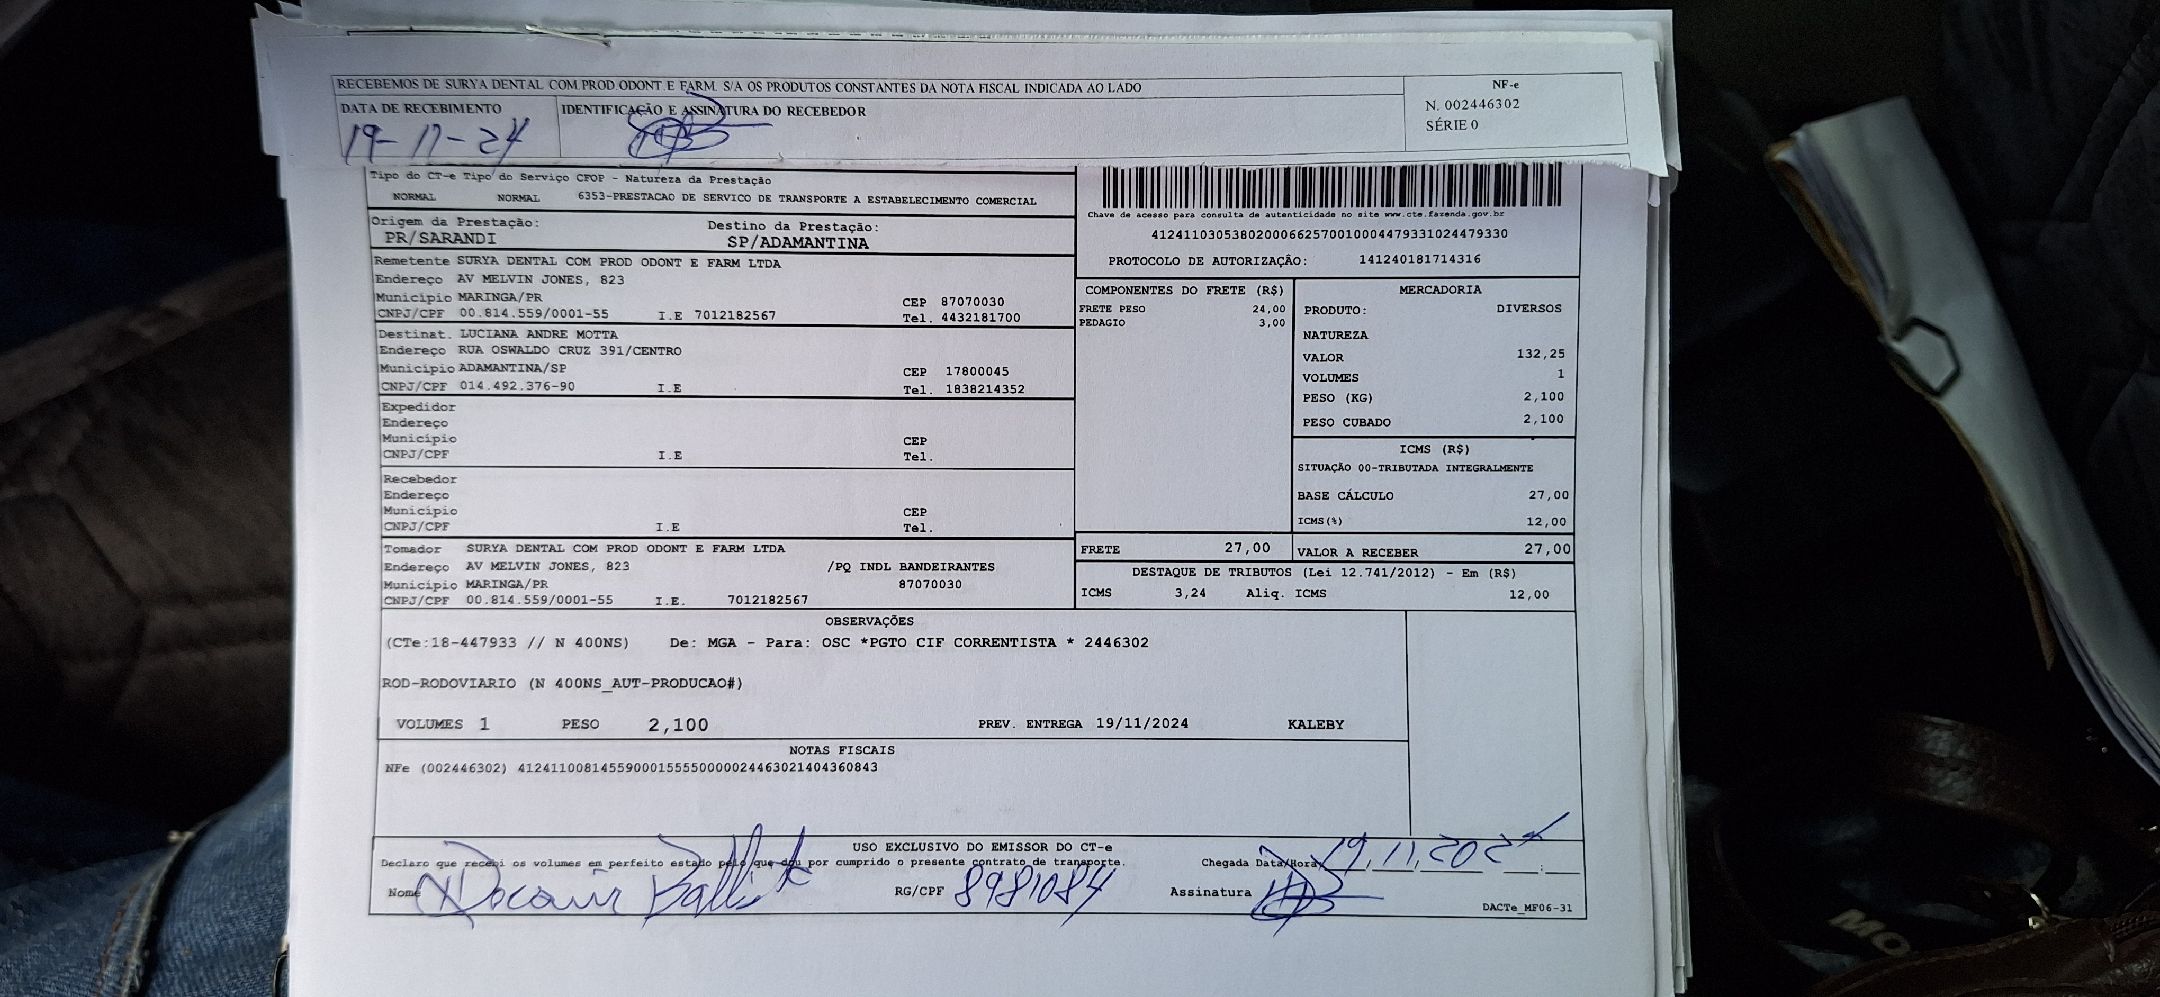 RECEBEMOS DE SURYA DENTAL COM PROD ODONT E FARM. S/A OS PRODUTOS CONSTANTES DA NOTA FISCAL INDICADA AO LADO
NF-e
N. 002446302
SÉRIE 0
DATA DE RECEBIMENTO
19-11-24
IDENTIFICAÇÃO E ASSINATURA DO RECEBEDOR
Tipo do CT-e Tipo do Serviço CFOP - Natureza da Prestação
NORMAL NORMAL 6353-PRESTACAO DE SERVICO DE TRANSPORTE A ESTABELECIMENTO COMERCIAL
Origem da Prestação: Destino da Prestação:
PR/SARANDI SP/ADAMANTINA
Chave de acesso para consulta de autenticidade no site www.cte.fazenda.gov.br
41241103053802000662570010004479331024479330
PROTOCOLO DE AUTORIZAÇÃO: 141240181714316
Remetente SURYA DENTAL COM PROD ODONT E FARM LTDA
Endereço AV MELVIN JONES, 823
Município MARINGA/PR CEP 87070030
CNPJ/CPF 00.814.559/0001-55 I.E 7012182567 Tel. 4432181700
Destinat. LUCIANA ANDRE MOTTA
Endereço RUA OSWALDO CRUZ 391/CENTRO
Município ADAMANTINA/SP CEP 17800045
CNPJ/CPF 014.492.376-90 I.E Tel. 1838214352
Expedidor
Endereço
Município CEP
CNPJ/CPF I.E Tel.
Recebedor
Endereço
Município CEP
CNPJ/CPF I.E Tel.
Tomador SURYA DENTAL COM PROD ODONT E FARM LTDA
Endereço AV MELVIN JONES, 823 /PQ INDL BANDEIRANTES
Município MARINGA/PR 87070030
CNPJ/CPF 00.814.559/0001-55 I.E. 7012182567
COMPONENTES DO FRETE (R$)
FRETE PESO 24,00
PEDAGIO 3,00
MERCADORIA
PRODUTO: DIVERSOS
NATUREZA
VALOR 132,25
VOLUMES 1
PESO (KG) 2,100
PESO CUBADO 2,100
ICMS (R$)
SITUAÇÃO 00-TRIBUTADA INTEGRALMENTE
BASE CÁLCULO 27,00
ICMS(%) 12,00
FRETE 27,00 VALOR A RECEBER 27,00
DESTAQUE DE TRIBUTOS (Lei 12.741/2012) - Em (R$)
ICMS 3,24 Aliq. ICMS 12,00
OBSERVAÇÕES
(CTe:18-447933 // N 400NS) De: MGA - Para: OSC *PGTO CIF CORRENTISTA * 2446302
ROD-RODOVIARIO (N 400NS_AUT-PRODUCAO#)
VOLUMES 1 PESO 2,100 PREV. ENTREGA 19/11/2024 KALEBY
NOTAS FISCAIS
NFe (002446302) 41241100814559000155550000024463021404360843
USO EXCLUSIVO DO EMISSOR DO CT-e
Declaro que recebi os volumes em perfeito estado pelo que dou por cumprido o presente contrato de transporte.
Chegada Data/Hora 19.11.2024
Nome
RG/CPF 8981084
Assinatura
DACTe_MF06-31
MO